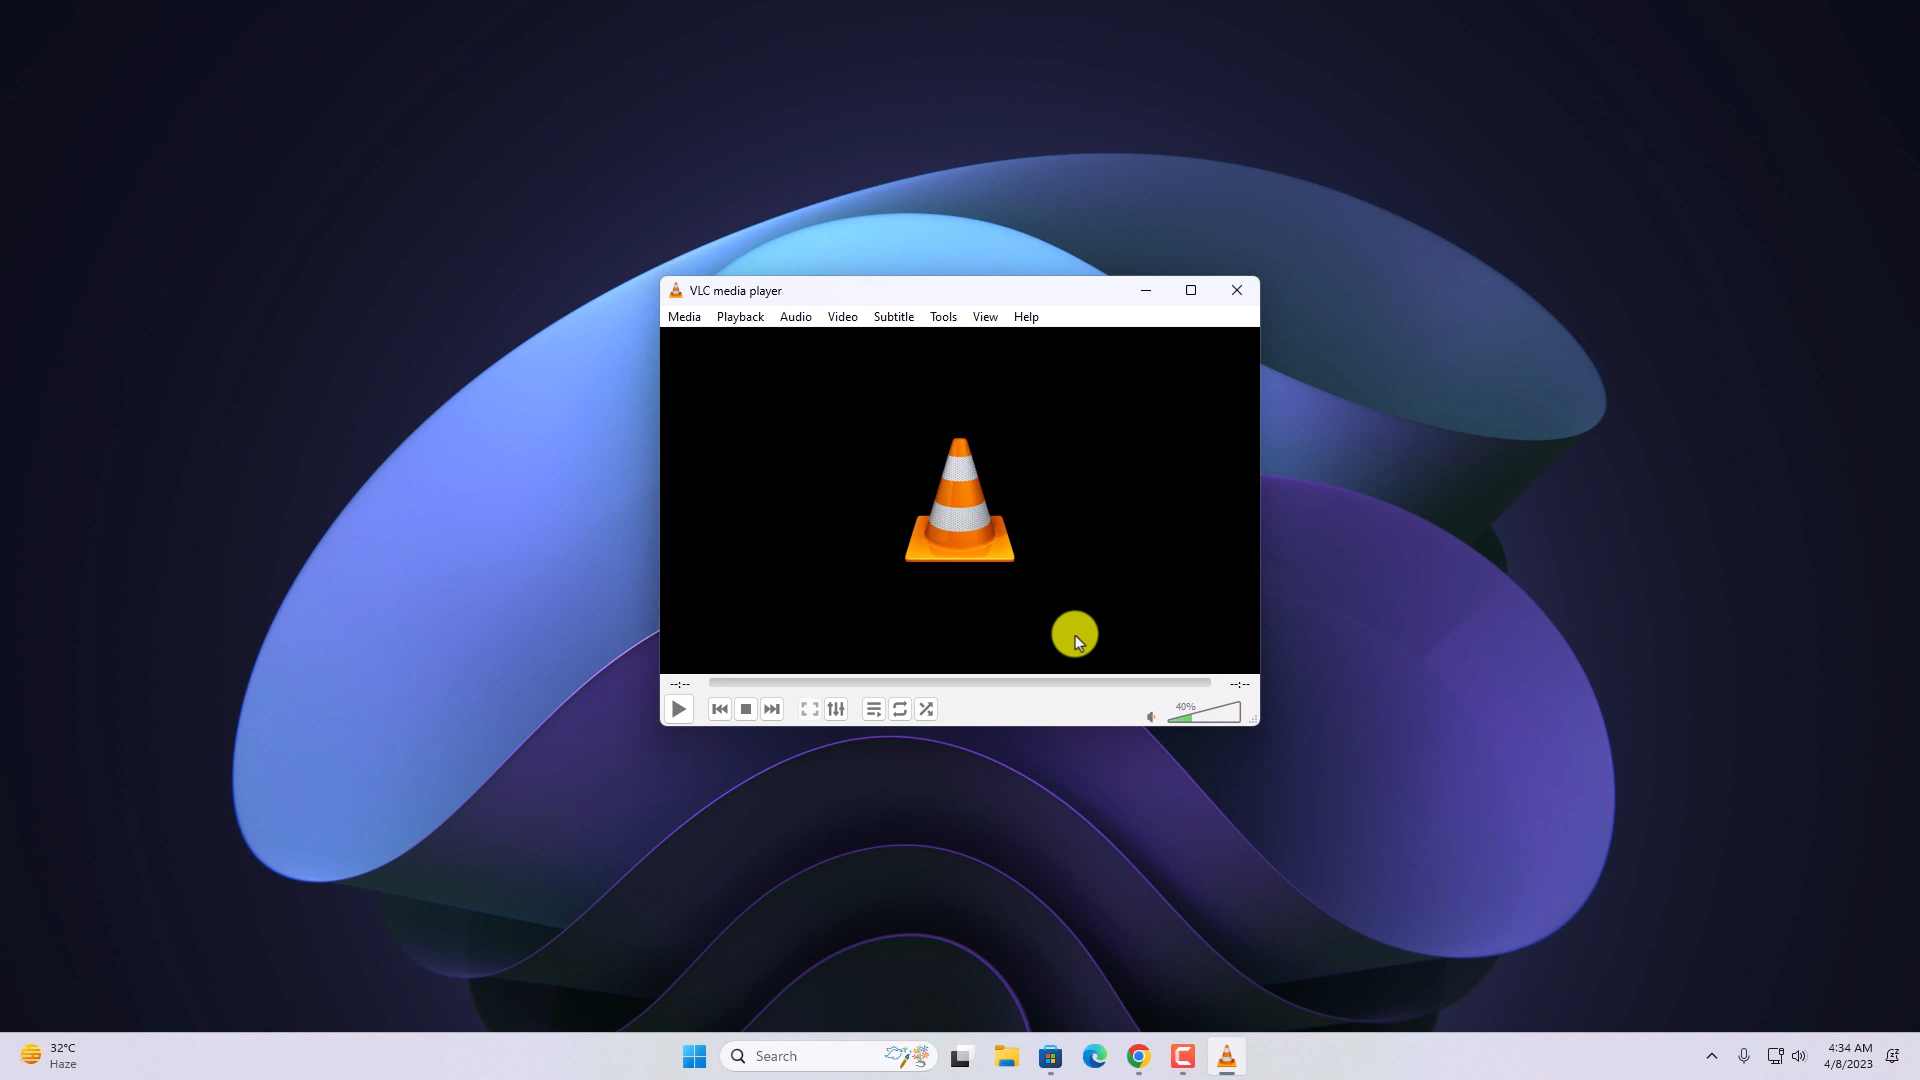 VLC media player
Media Playback Audio Video Subtitle Tools View Help
--:-- --:--
40%
32°C
Haze
Search
4:34 AM
4/8/2023